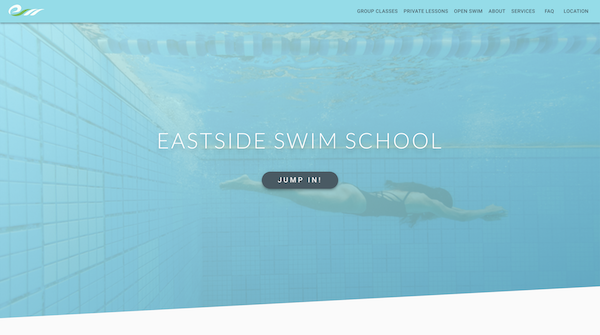 GROUP CLASSES PRIVATE LESSONS OPEN SWIM ABOUT SERVICES FAQ LOCATION
EASTSIDE SWIM SCHOOL
JUMP IN!